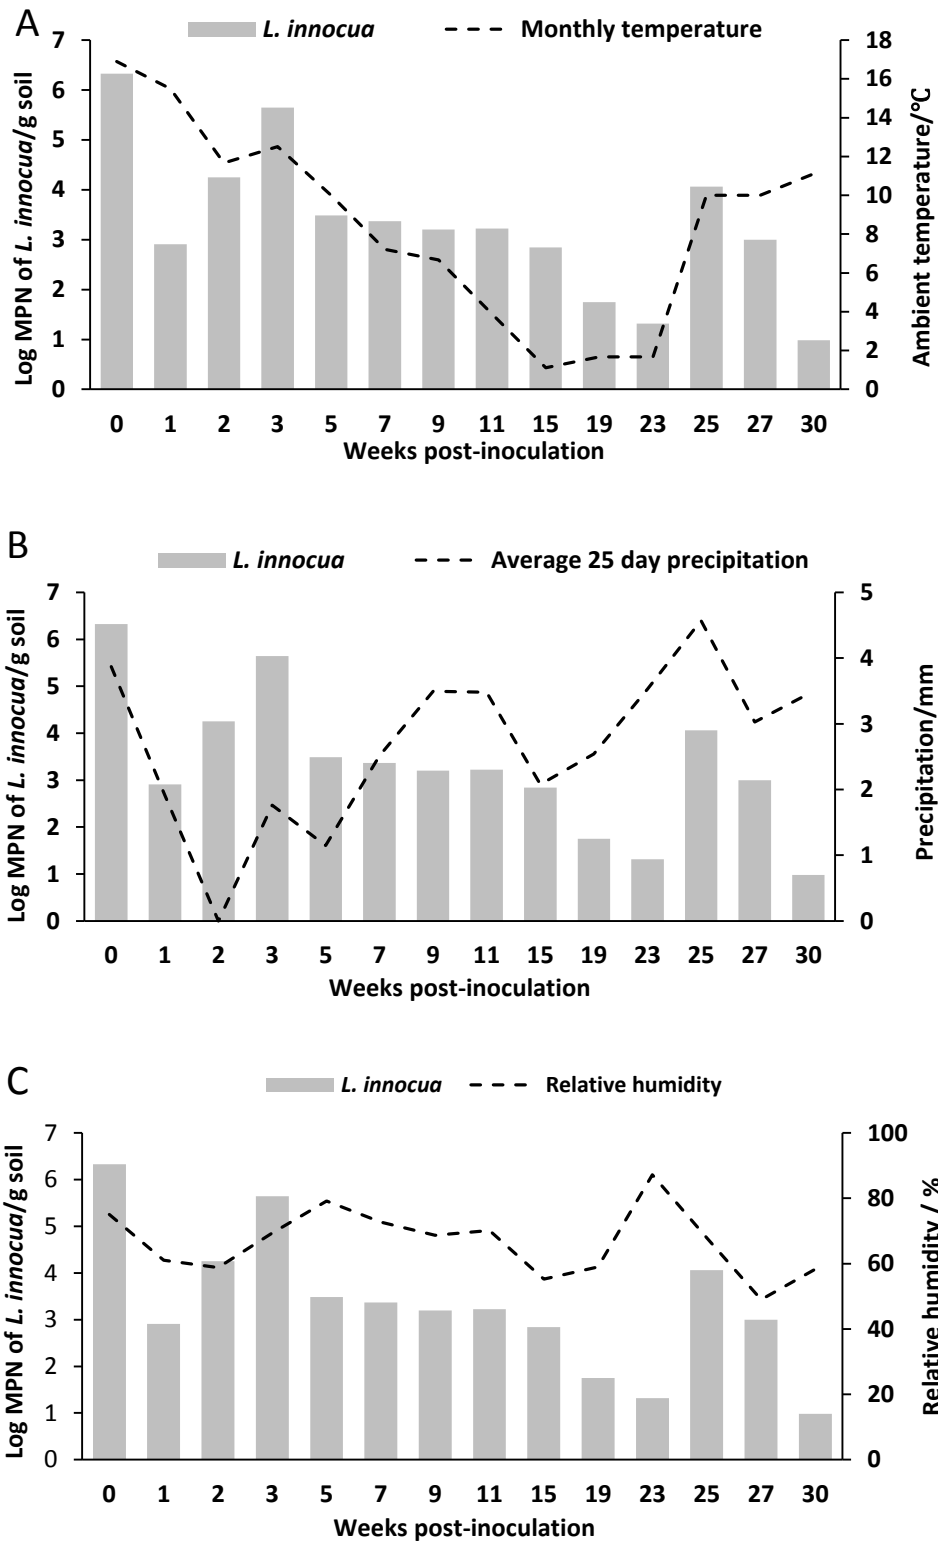 A
L. innocua
Monthly temperature
Log MPN of L. innocua/g soil
7
6
5
4
3
2
1
0
18
16
14
12
10
8
6
4
2
0
Ambient temperature/°C
0 1 2 3 5 7 9 11 15 19 23 25 27 30
Weeks post-inoculation
B
L. innocua
Average 25 day precipitation
Log MPN of L. innocua/g soil
7
6
5
4
3
2
1
0
5
4
3
2
1
0
Precipitation/mm
0 1 2 3 5 7 9 11 15 19 23 25 27 30
Weeks post-inoculation
C
L. innocua
Relative humidity
Log MPN of L. innocua/g soil
7
6
5
4
3
2
1
0
100
80
60
40
20
0
Relative humidity / %
0 1 2 3 5 7 9 11 15 19 23 25 27 30
Weeks post-inoculation